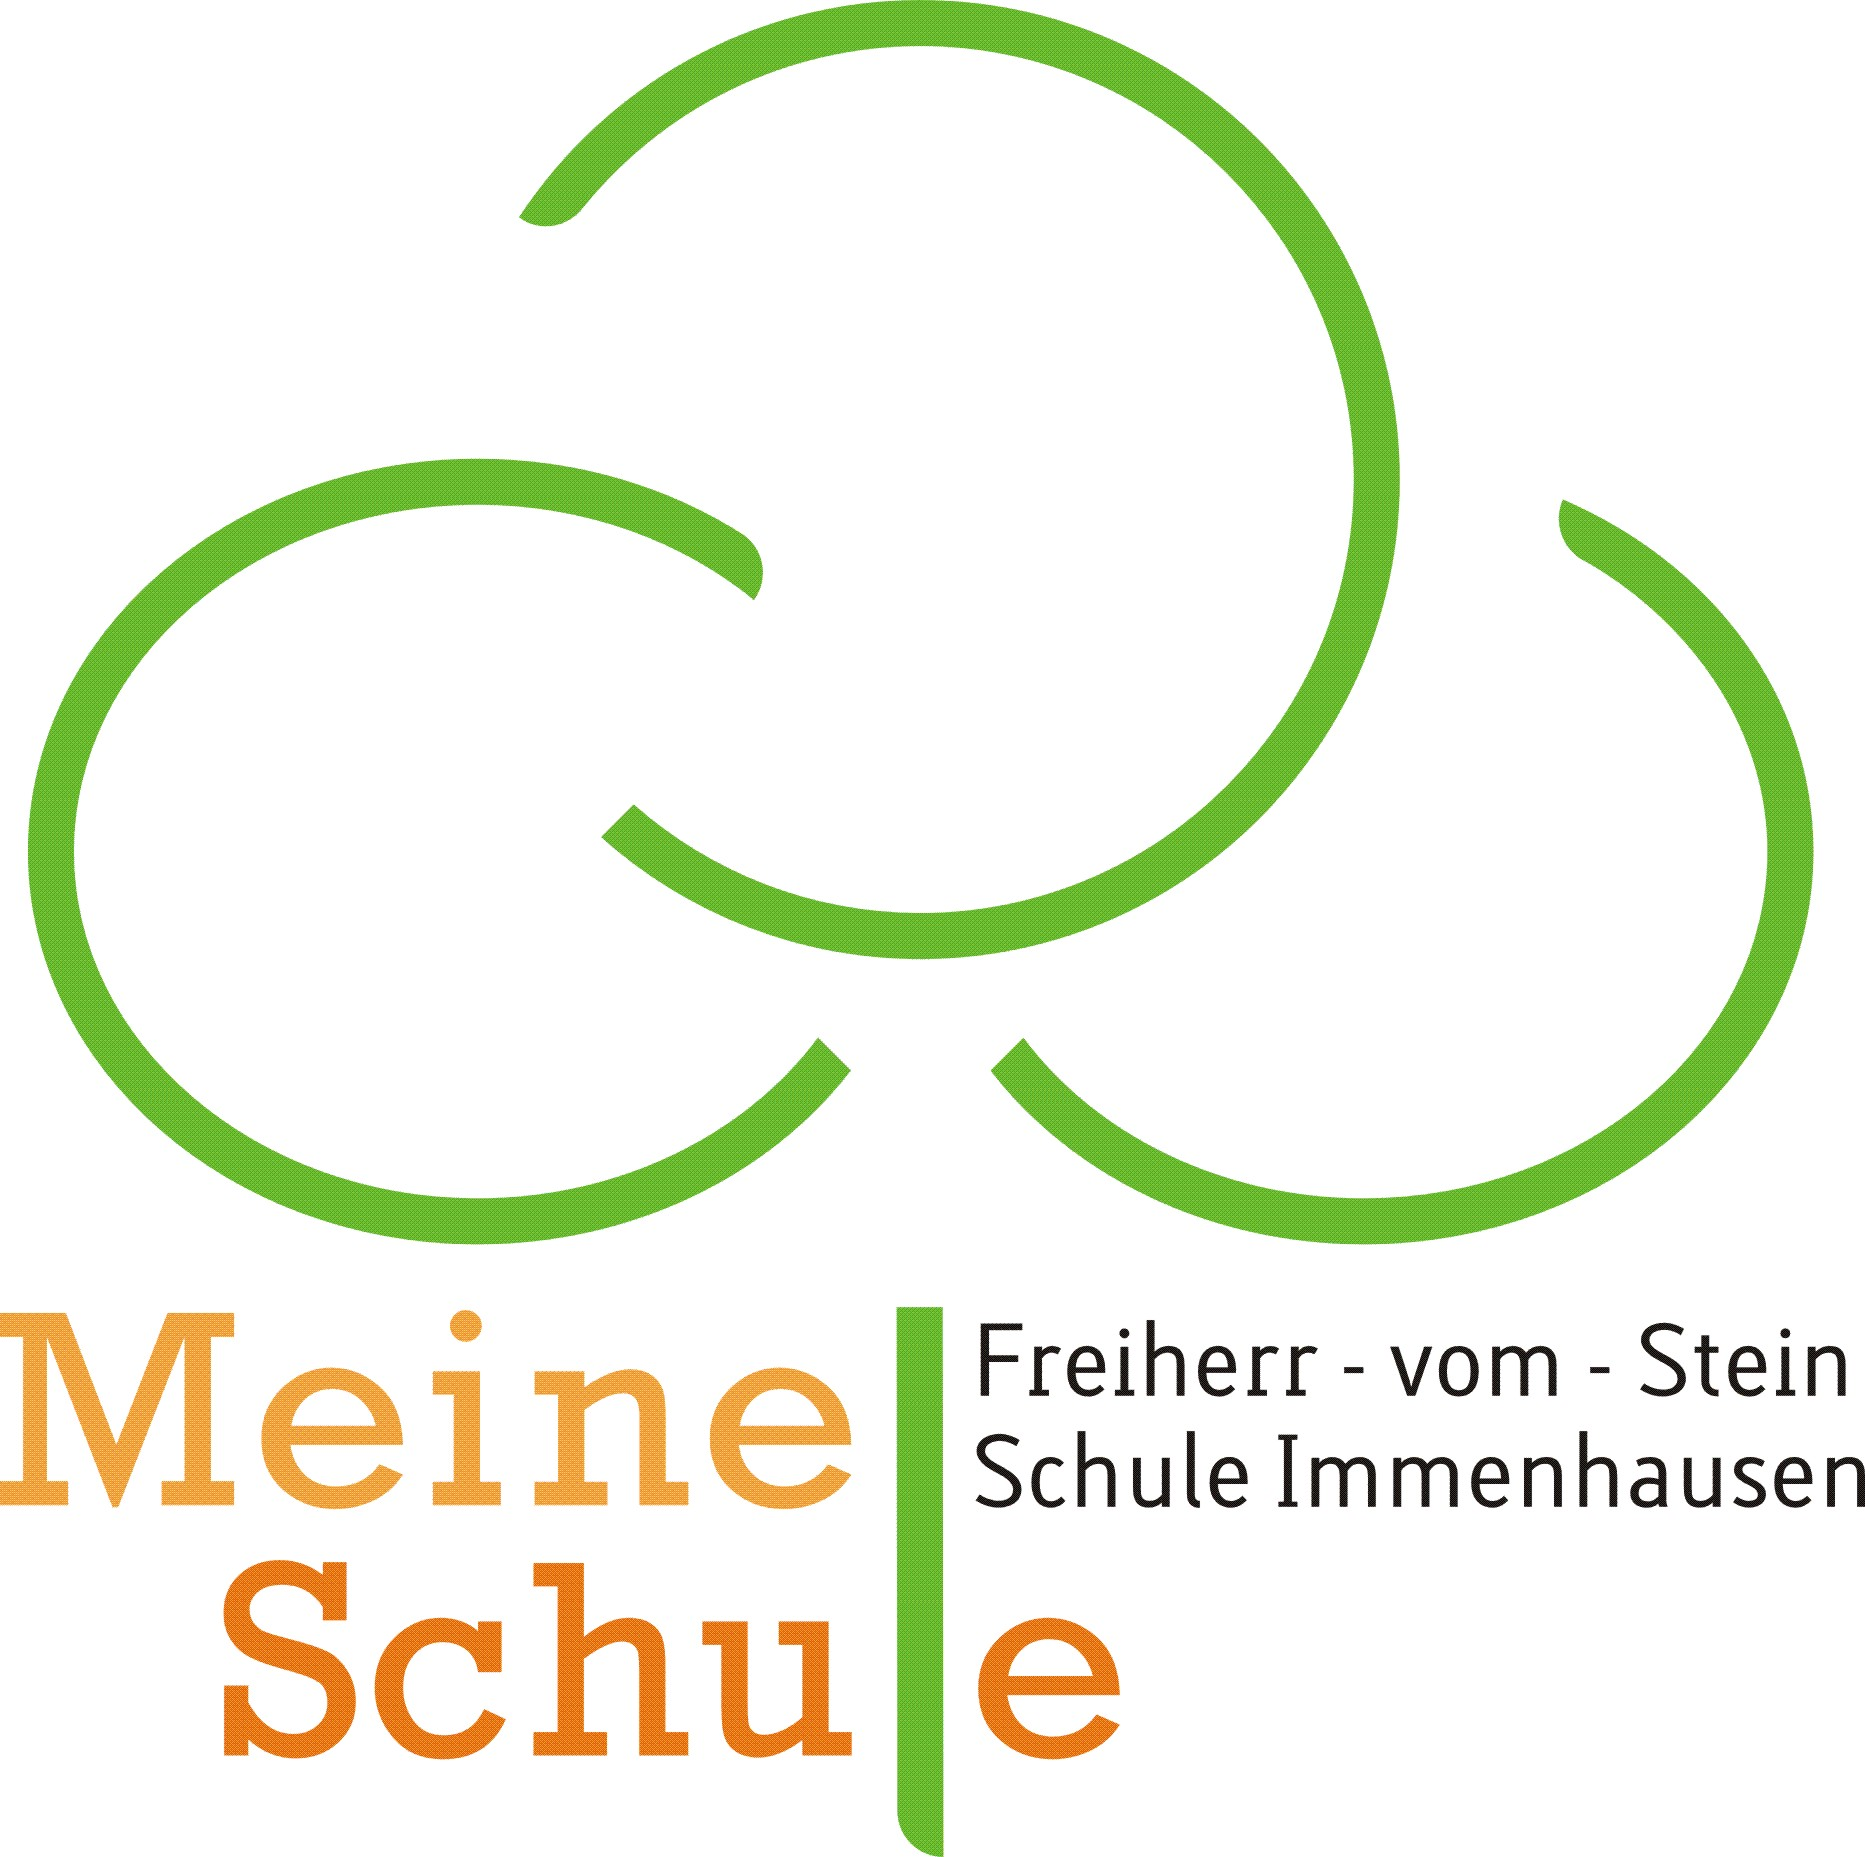 Meine
Schule
Freiherr - vom - Stein
Schule Immenhausen